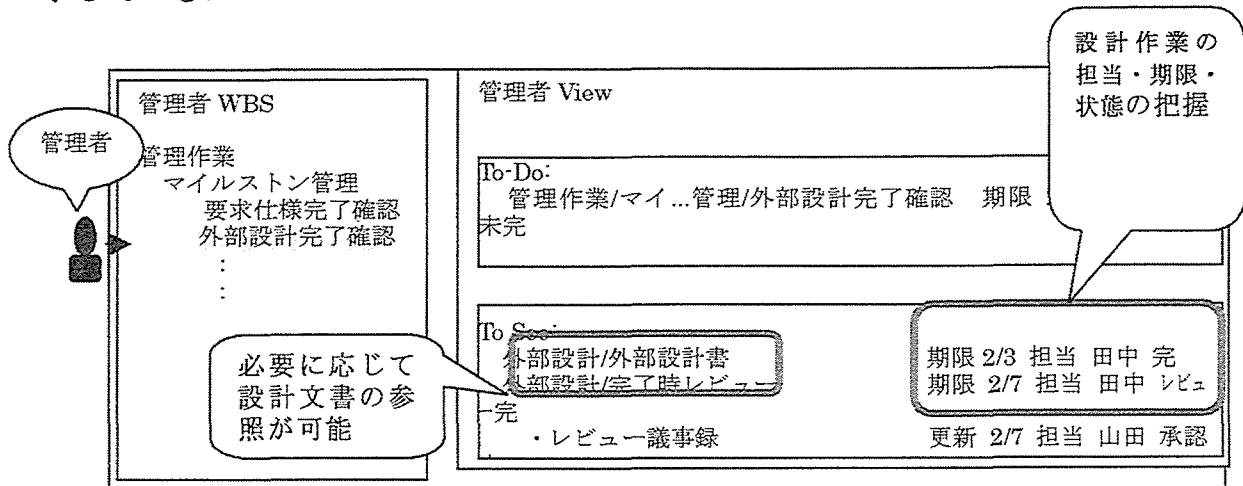 管理者
管理者 WBS
管理作業
マイルストン管理
要求仕様完了確認
外部設計完了確認
:
:
管理者 View
To-Do:
管理作業/マイ...管理/外部設計完了確認 期限
未完
設計作業の
担当・期限・
状態の把握
To See:
外部設計/外部設計書 期限 2/3 担当 田中 完
外部設計/完了時レビュー 期限 2/7 担当 田中 レビュ
ー完
・レビュー議事録 更新 2/7 担当 山田 承認
必要に応じて
設計文書の参
照が可能